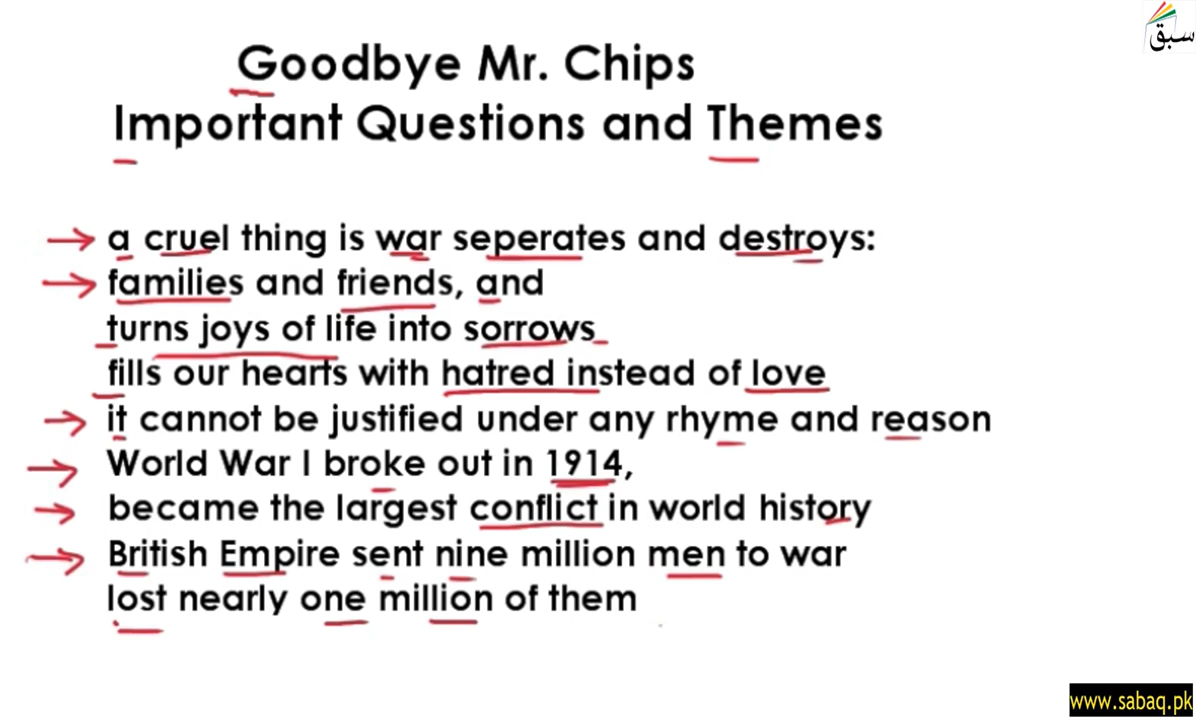 سبق
Goodbye Mr. Chips
Important Questions and Themes
a cruel thing is war seperates and destroys:
families and friends, and
turns joys of life into sorrows
fills our hearts with hatred instead of love
it cannot be justified under any rhyme and reason
World War I broke out in 1914,
became the largest conflict in world history
British Empire sent nine million men to war
lost nearly one million of them
www.sabaq.pk